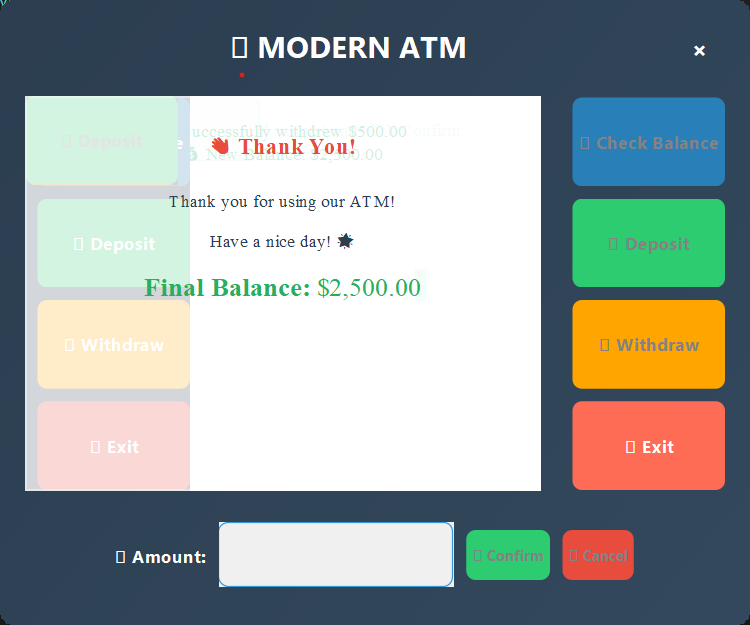 MODERN ATM
×
Deposit
e
uccessfully withdrew $500.00 onfirm
New Balance: $2,500.00
Thank You!
Check Balance
Thank you for using our ATM!
Deposit
Have a nice day!
Deposit
Final Balance: $2,500.00
Withdraw
Withdraw
Exit
Exit
Amount:
Confirm
Cancel